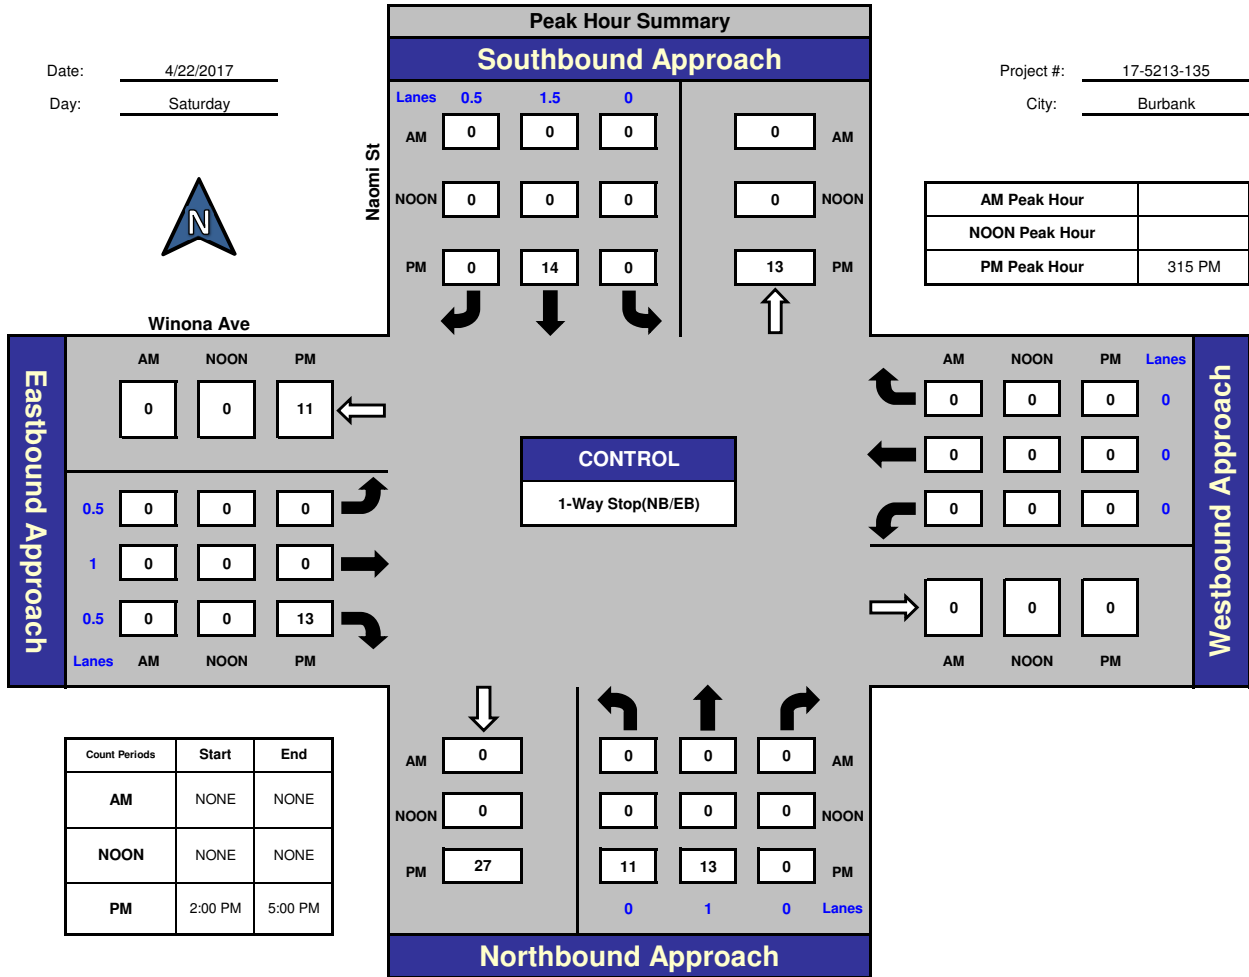 Peak Hour Summary
Southbound Approach
Date: 4/22/2017
Day: Saturday
Project #: 17-5213-135
City: Burbank
N
Naomi St
Lanes 0.5 1.5 0
AM 0 0 0 0 AM
NOON 0 0 0 0 NOON
PM 0 14 0 13 PM
AM Peak Hour
NOON Peak Hour
PM Peak Hour 315 PM
Winona Ave
Eastbound Approach
AM NOON PM
0 0 11
0.5 0 0 0
1 0 0 0
0.5 0 0 13
Lanes AM NOON PM
CONTROL
1-Way Stop(NB/EB)
AM NOON PM Lanes
0 0 0 0
0 0 0 0
0 0 0 0
0 0 0
AM NOON PM
Westbound Approach
Count Periods Start End
AM NONE NONE
NOON NONE NONE
PM 2:00 PM 5:00 PM
AM 0 0 0 0 AM
NOON 0 0 0 0 NOON
PM 27 11 13 0 PM
0 1 0 Lanes
Northbound Approach